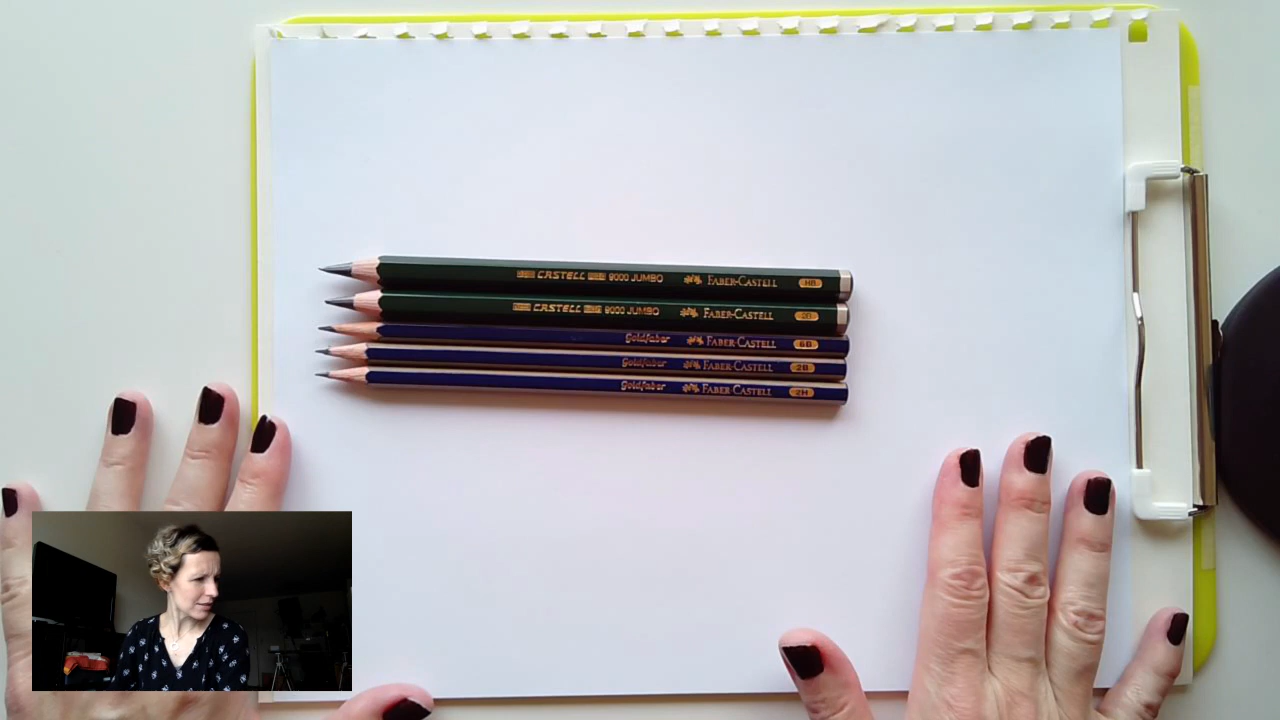 CASTELL 9000 JUMBO FABER-CASTELL HB
CASTELL 9000 JUMBO FABER-CASTELL 2B
Goldfaber FABER-CASTELL 6B
Goldfaber FABER-CASTELL 2B
Goldfaber FABER-CASTELL 2H